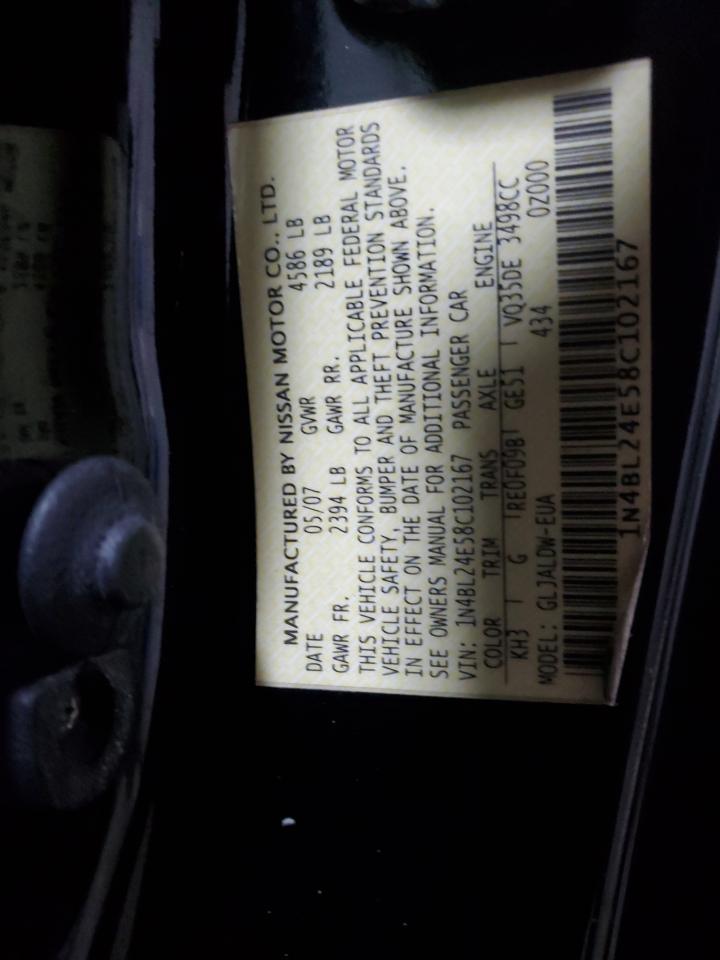 MANUFACTURED BY NISSAN MOTOR CO., LTD.
DATE 05/07 GVWR 4586 LB
GAWR FR. 2394 LB GAWR RR. 2189 LB
THIS VEHICLE CONFORMS TO ALL APPLICABLE FEDERAL MOTOR
VEHICLE SAFETY, BUMPER AND THEFT PREVENTION STANDARDS
IN EFFECT ON THE DATE OF MANUFACTURE SHOWN ABOVE.
SEE OWNERS MANUAL FOR ADDITIONAL INFORMATION.
VIN: 1N4BL24E58C102167 PASSENGER CAR
COLOR TRIM TRANS AXLE ENGINE
KH3 G RE0F09B GE51 VQ35DE 3498CC
MODEL: GLJALDW-EUA 434 0Z000
1N4BL24E58C102167